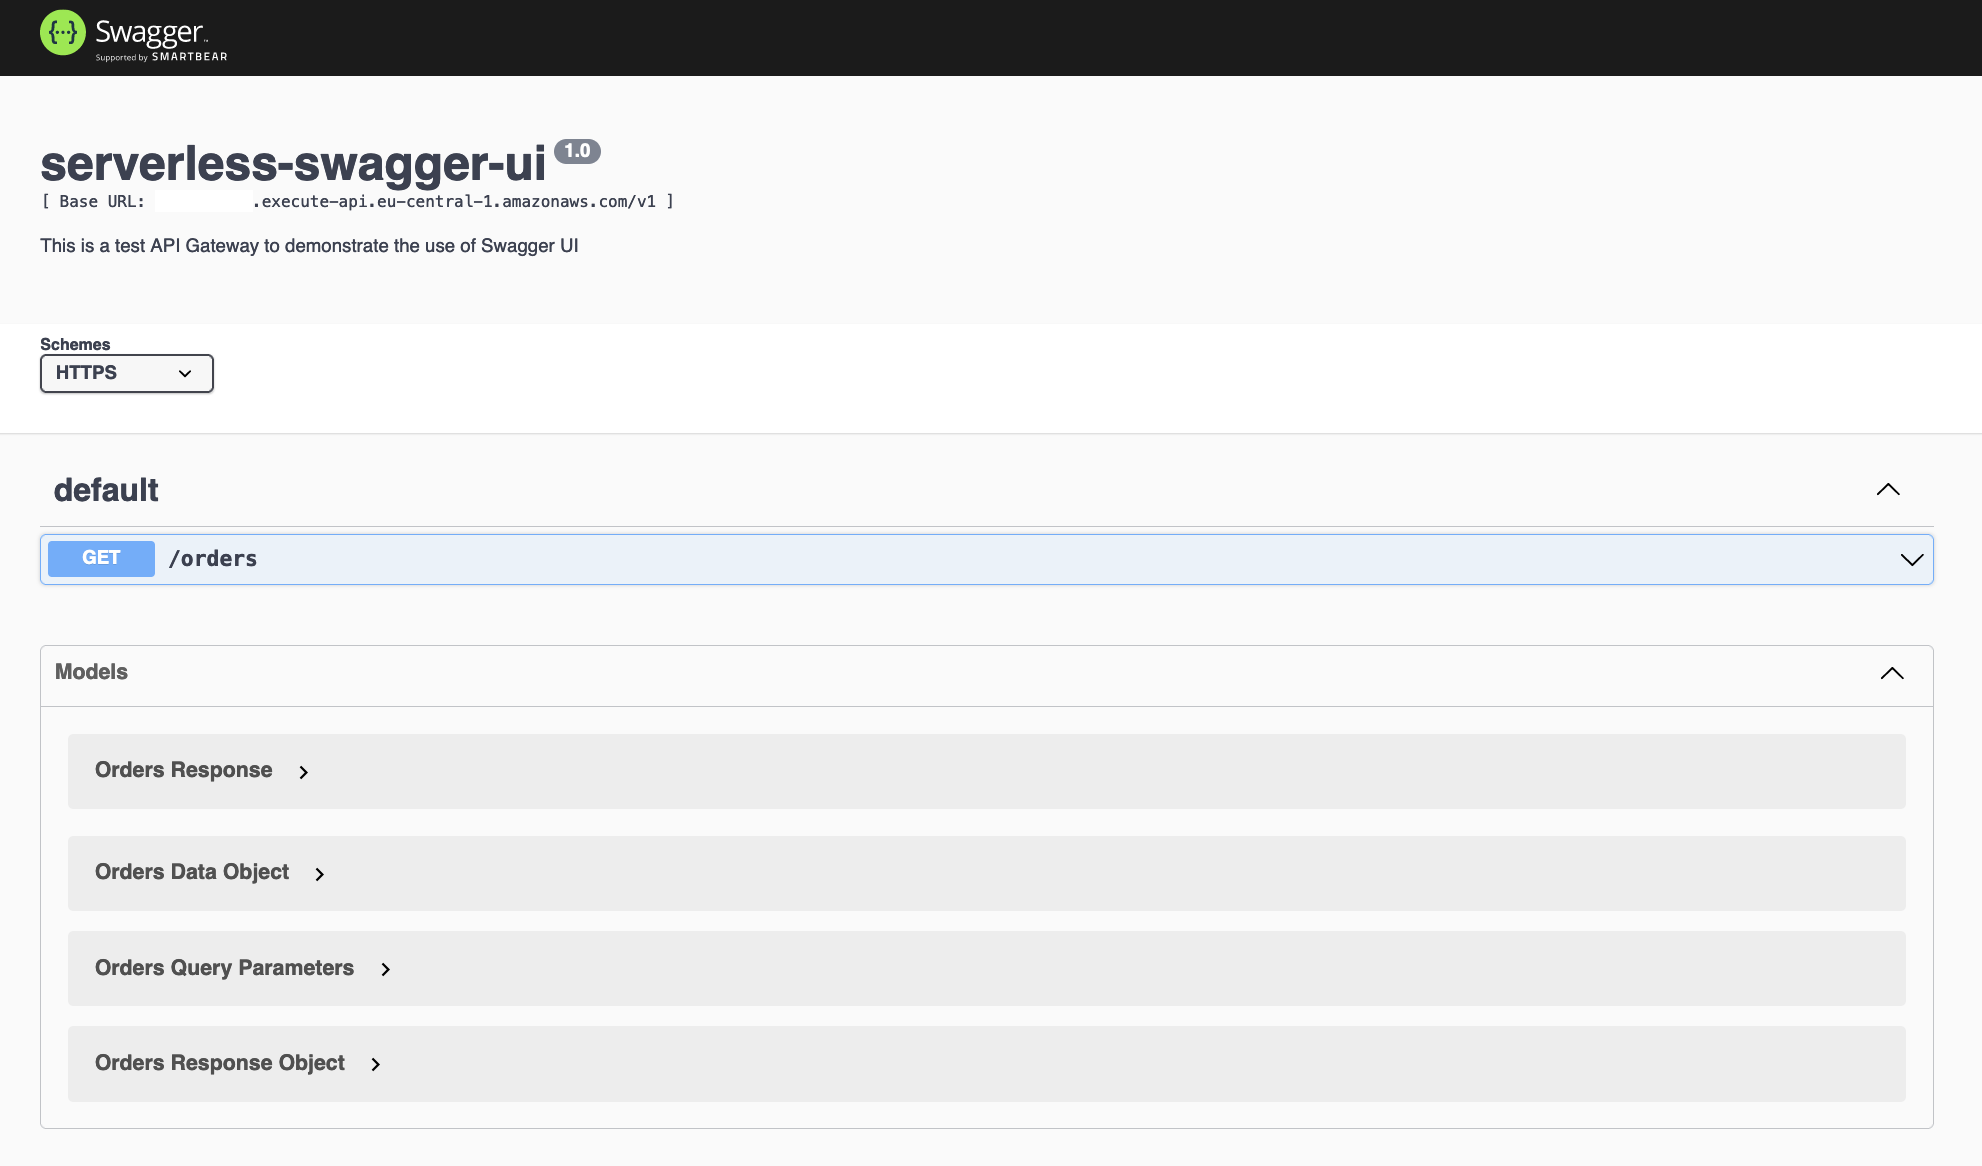 {···} Swagger™
Supported by SMARTBEAR
serverless-swagger-ui 1.0
[ Base URL: .execute-api.eu-central-1.amazonaws.com/v1 ]
This is a test API Gateway to demonstrate the use of Swagger UI
Schemes
HTTPS
default
GET /orders
Models
Orders Response
Orders Data Object
Orders Query Parameters
Orders Response Object